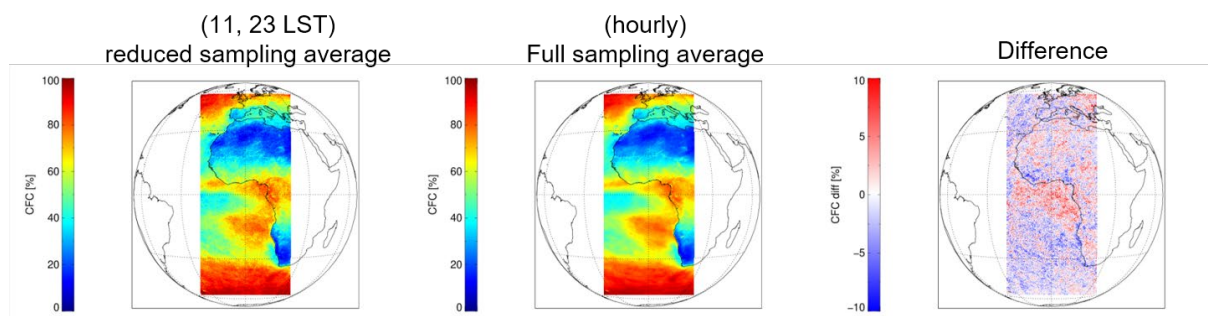 (11, 23 LST)
reduced sampling average
(hourly)
Full sampling average
Difference
100
80
60
40
20
0
CFC [%]
100
80
60
40
20
0
CFC [%]
10
5
0
−5
−10
CFC diff [%]